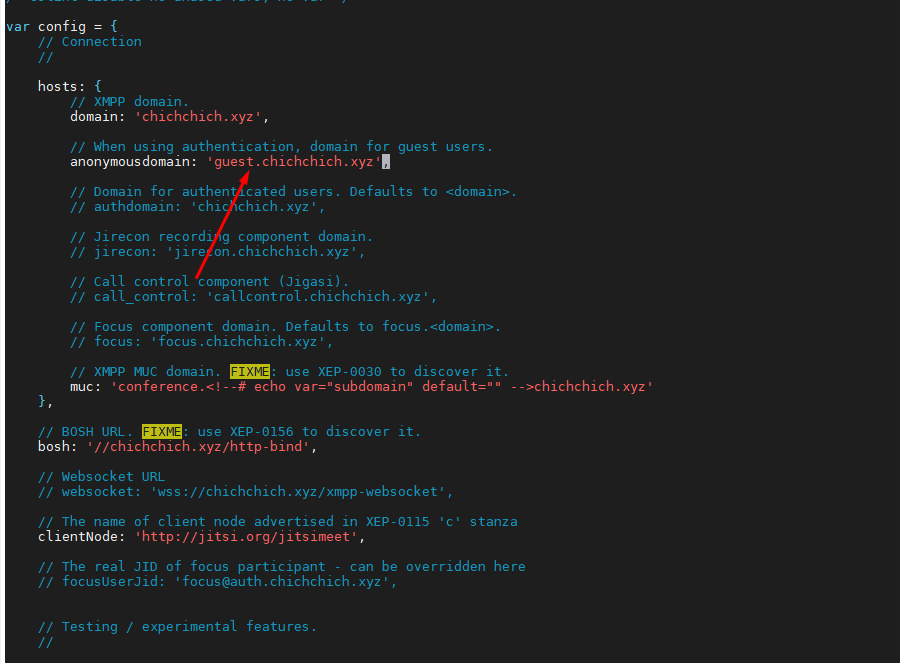 var config = {
// Connection
//
hosts: {
// XMPP domain.
domain: 'chichchich.xyz',
// When using authentication, domain for guest users.
anonymousdomain: 'guest.chichchich.xyz',
// Domain for authenticated users. Defaults to <domain>.
// authdomain: 'chichchich.xyz',
// Jirecon recording component domain.
// jirecon: 'jirecon.chichchich.xyz',
// Call control component (Jigasi).
// call_control: 'callcontrol.chichchich.xyz',
// Focus component domain. Defaults to focus.<domain>.
// focus: 'focus.chichchich.xyz',
// XMPP MUC domain. FIXME: use XEP-0030 to discover it.
muc: 'conference.<!--# echo var="subdomain" default="" -->chichchich.xyz'
},
// BOSH URL. FIXME: use XEP-0156 to discover it.
bosh: '//chichchich.xyz/http-bind',
// Websocket URL
// websocket: 'wss://chichchich.xyz/xmpp-websocket',
// The name of client node advertised in XEP-0115 'c' stanza
clientNode: 'http://jitsi.org/jitsimeet',
// The real JID of focus participant - can be overridden here
// focusUserJid: 'focus@auth.chichchich.xyz',
// Testing / experimental features.
//